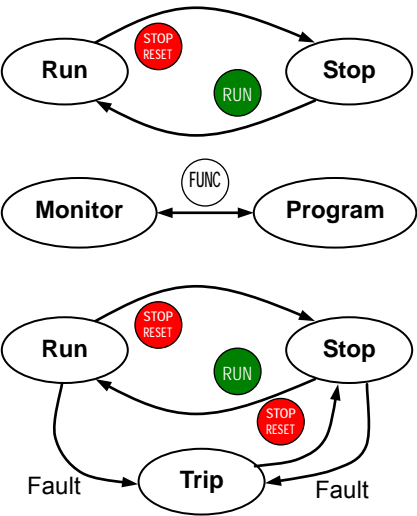 STOP
RESET
Run
Stop
RUN
FUNC
Monitor
Program
STOP
RESET
Run
Stop
RUN
STOP
RESET
Trip
Fault
Fault